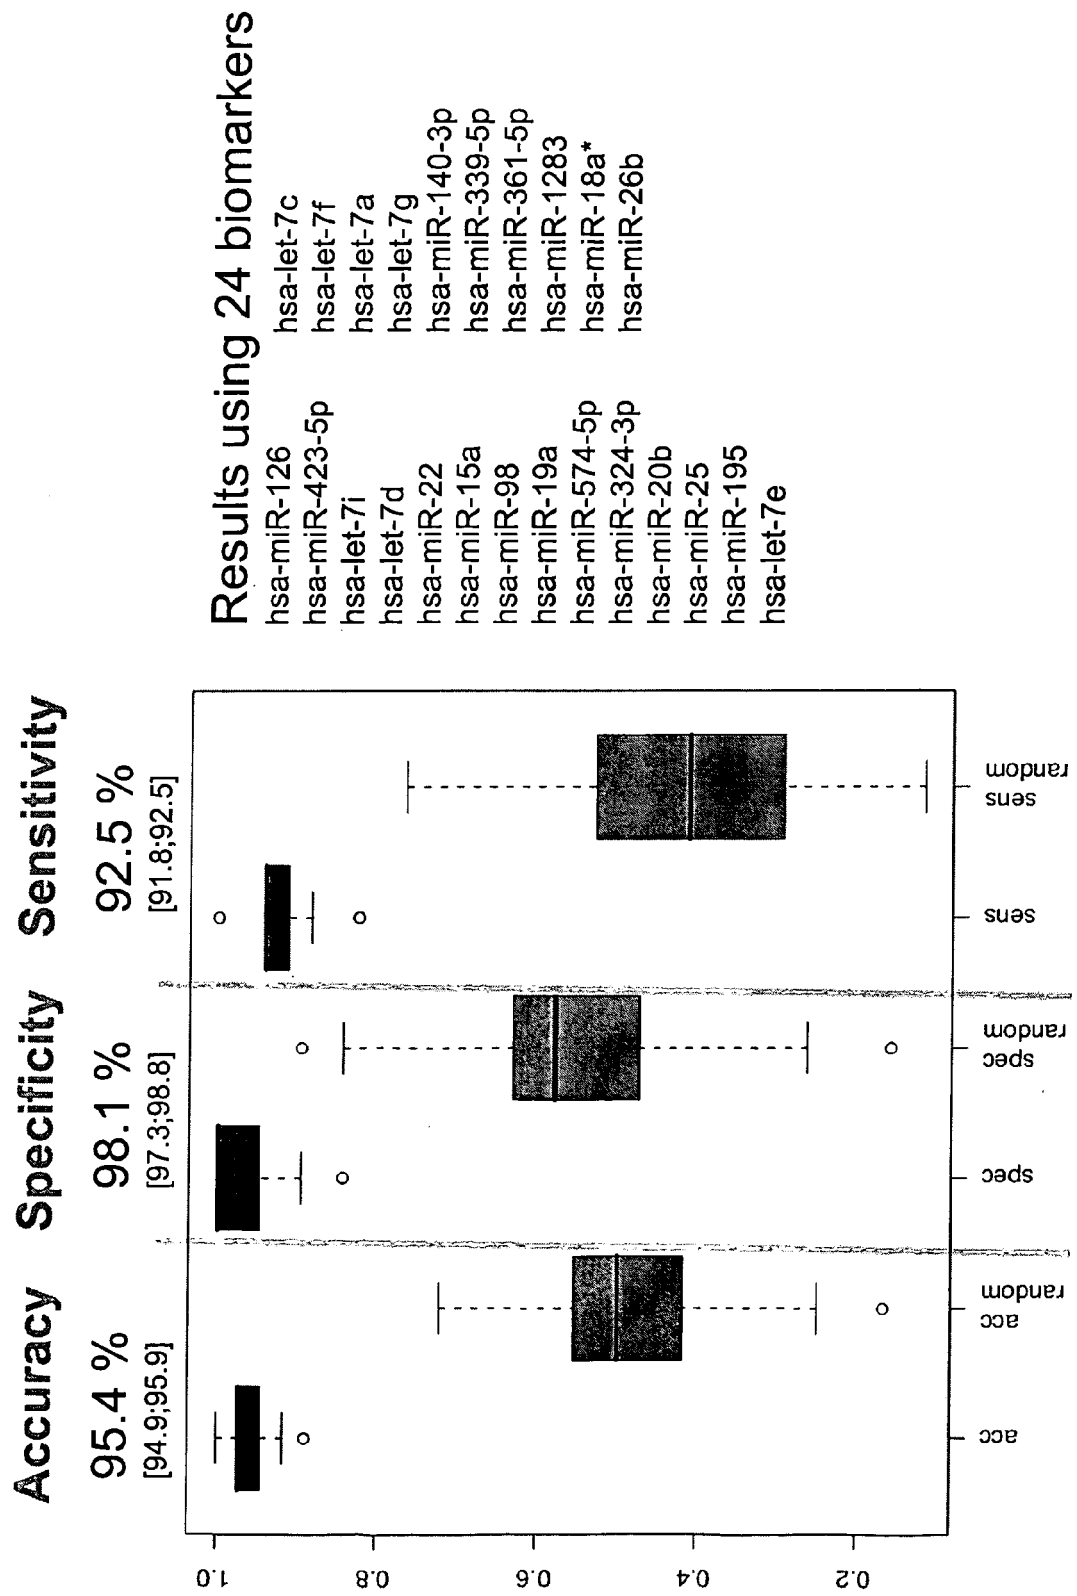 Accuracy Specificity Sensitivity
95.4 % 98.1 % 92.5 %
[94.9;95.9] [97.3;98.8] [91.8;92.5]
1.0
0.8
0.6
0.4
0.2
acc
acc
random
spec
spec
random
sens
sens
random
Results using 24 biomarkers
hsa-miR-126
hsa-miR-423-5p
hsa-let-7i
hsa-let-7d
hsa-miR-22
hsa-miR-15a
hsa-miR-98
hsa-miR-19a
hsa-miR-574-5p
hsa-miR-324-3p
hsa-miR-20b
hsa-miR-25
hsa-miR-195
hsa-let-7e
hsa-let-7c
hsa-let-7f
hsa-let-7a
hsa-let-7g
hsa-miR-140-3p
hsa-miR-339-5p
hsa-miR-361-5p
hsa-miR-1283
hsa-miR-18a*
hsa-miR-26b